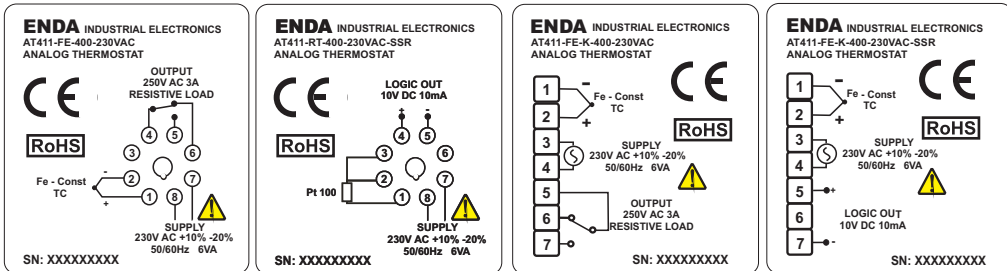 ENDA INDUSTRIAL ELECTRONICS
AT411-FE-400-230VAC
ANALOG THERMOSTAT
OUTPUT
250V AC 3A
RESISTIVE LOAD
CE
RoHS
4 5
3 6
2 7
1 8
Fe - Const
TC
-
+
SUPPLY
230V AC +10% -20%
50/60Hz 6VA
SN: XXXXXXXXX
ENDA INDUSTRIAL ELECTRONICS
AT411-RT-400-230VAC-SSR
ANALOG THERMOSTAT
LOGIC OUT
10V DC 10mA
+ -
CE
RoHS
4 5
3 6
2 7
1 8
Pt 100
SUPPLY
230V AC +10% -20%
50/60Hz 6VA
SN: XXXXXXXXX
ENDA INDUSTRIAL ELECTRONICS
AT411-FE-K-400-230VAC
ANALOG THERMOSTAT
1
2
3
4
5
6
7
-
Fe - Const
TC
+
CE
RoHS
SUPPLY
230V AC +10% -20%
50/60Hz 6VA
OUTPUT
250V AC 3A
RESISTIVE LOAD
SN: XXXXXXXXX
ENDA INDUSTRIAL ELECTRONICS
AT411-FE-K-400-230VAC-SSR
ANALOG THERMOSTAT
1
2
3
4
5
6
7
-
Fe - Const
TC
+
CE
RoHS
SUPPLY
230V AC +10% -20%
50/60Hz 6VA
+
LOGIC OUT
10V DC 10mA
-
SN: XXXXXXXXX